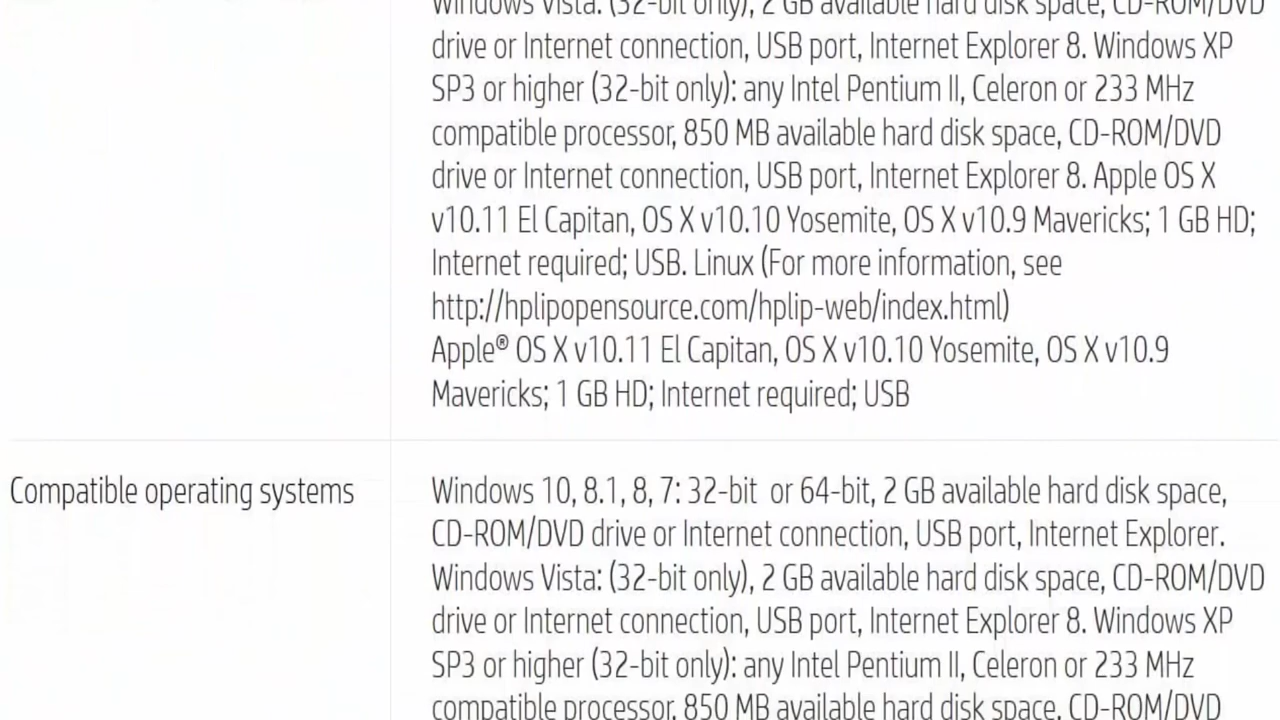 Windows Vista: (32-bit only), 2 GB available hard disk space, CD-ROM/DVD
drive or Internet connection, USB port, Internet Explorer 8. Windows XP
SP3 or higher (32-bit only): any Intel Pentium II, Celeron or 233 MHz
compatible processor, 850 MB available hard disk space, CD-ROM/DVD
drive or Internet connection, USB port, Internet Explorer 8. Apple OS X
v10.11 El Capitan, OS X v10.10 Yosemite, OS X v10.9 Mavericks; 1 GB HD;
Internet required; USB. Linux (For more information, see
http://hplipopensource.com/hplip-web/index.html)
Apple® OS X v10.11 El Capitan, OS X v10.10 Yosemite, OS X v10.9
Mavericks; 1 GB HD; Internet required; USB
Compatible operating systems
Windows 10, 8.1, 8, 7: 32-bit or 64-bit, 2 GB available hard disk space,
CD-ROM/DVD drive or Internet connection, USB port, Internet Explorer.
Windows Vista: (32-bit only), 2 GB available hard disk space, CD-ROM/DVD
drive or Internet connection, USB port, Internet Explorer 8. Windows XP
SP3 or higher (32-bit only): any Intel Pentium II, Celeron or 233 MHz
compatible processor, 850 MB available hard disk space, CD-ROM/DVD